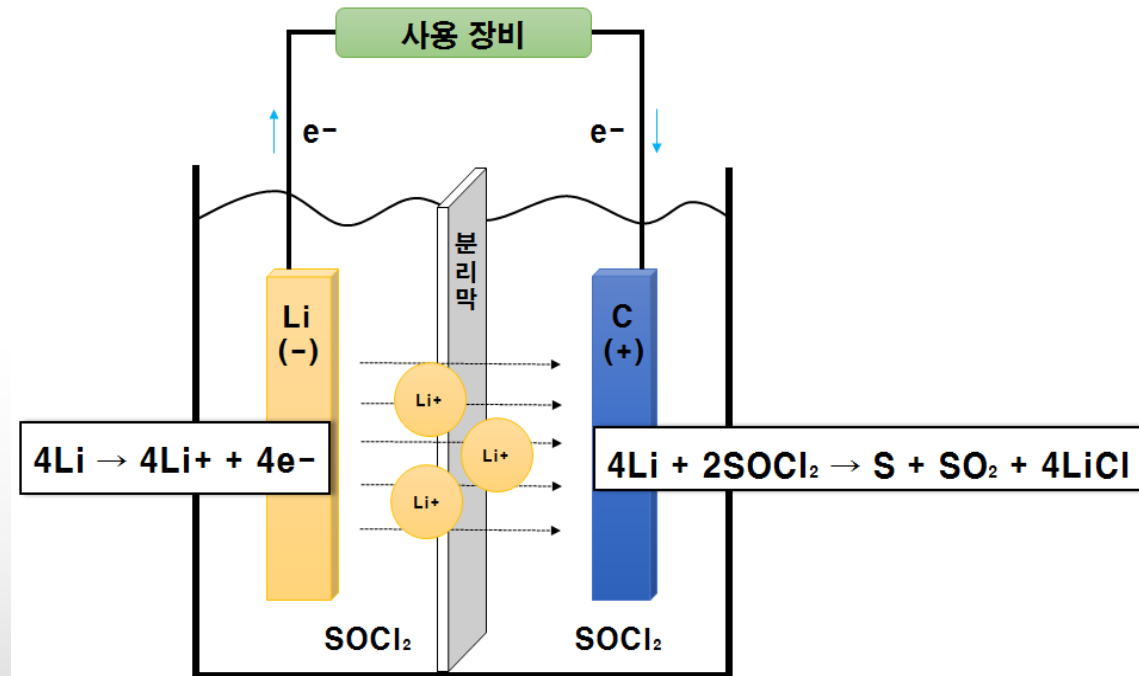 사용 장비
e-
e-
분
리
막
Li
(-)
C
(+)
Li+
Li+
Li+
4Li → 4Li+ + 4e-
4Li + 2SOCl₂ → S + SO₂ + 4LiCl
SOCl₂
SOCl₂